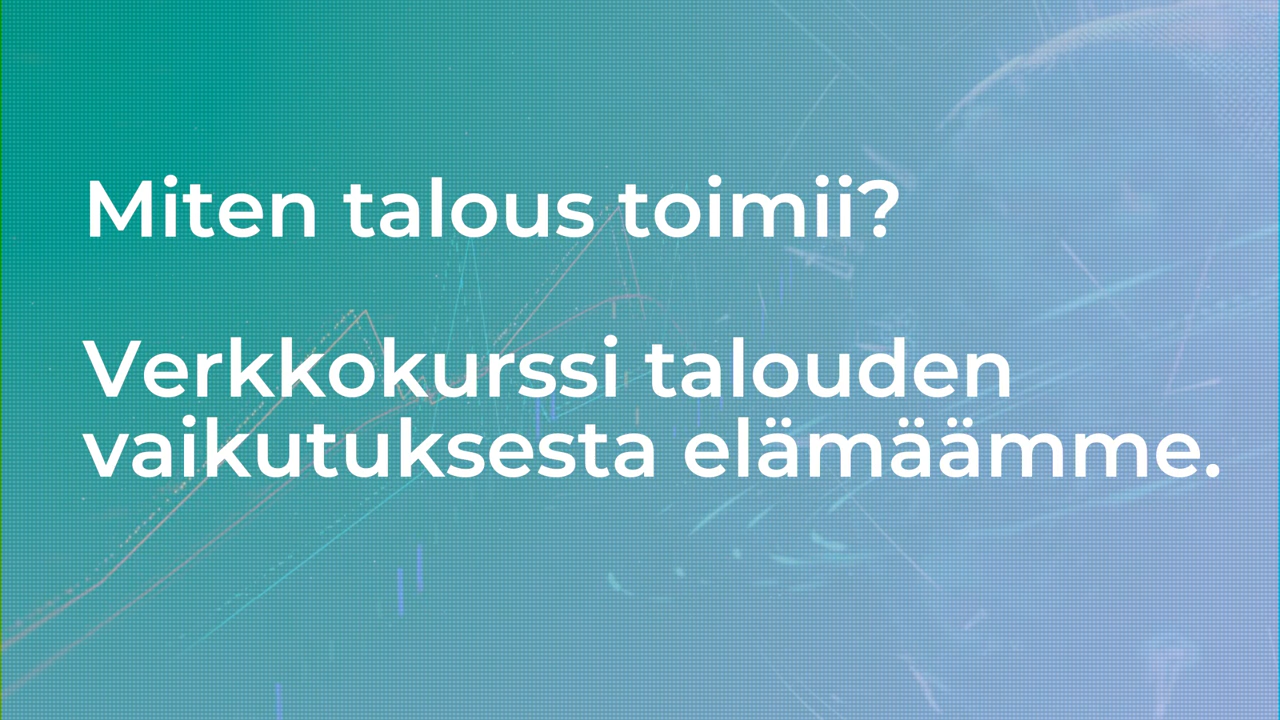 Miten talous toimii?
Verkkokurssi talouden
vaikutuksesta elämäämme.